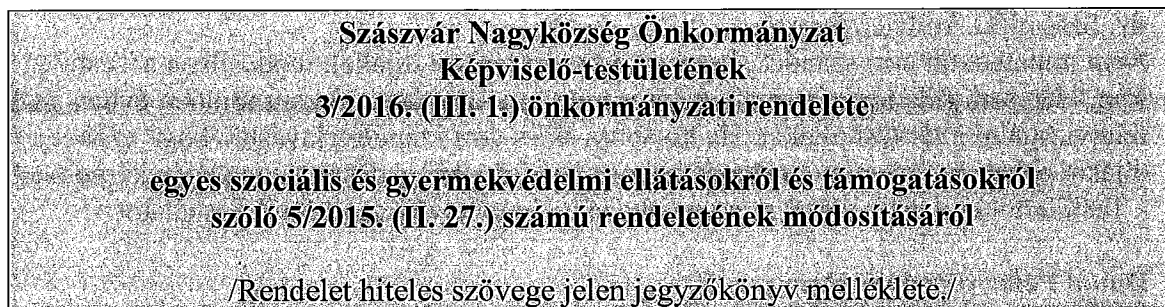 Szászvár Nagyközség Önkormányzat
Képviselő-testületének
3/2016. (III. 1.) önkormányzati rendelete
egyes szociális és gyermekvédelmi ellátásokról és támogatásokról
szóló 5/2015. (II. 27.) számú rendeletének módosításáról
/Rendelet hiteles szövege jelen jegyzőkönyv melléklete./